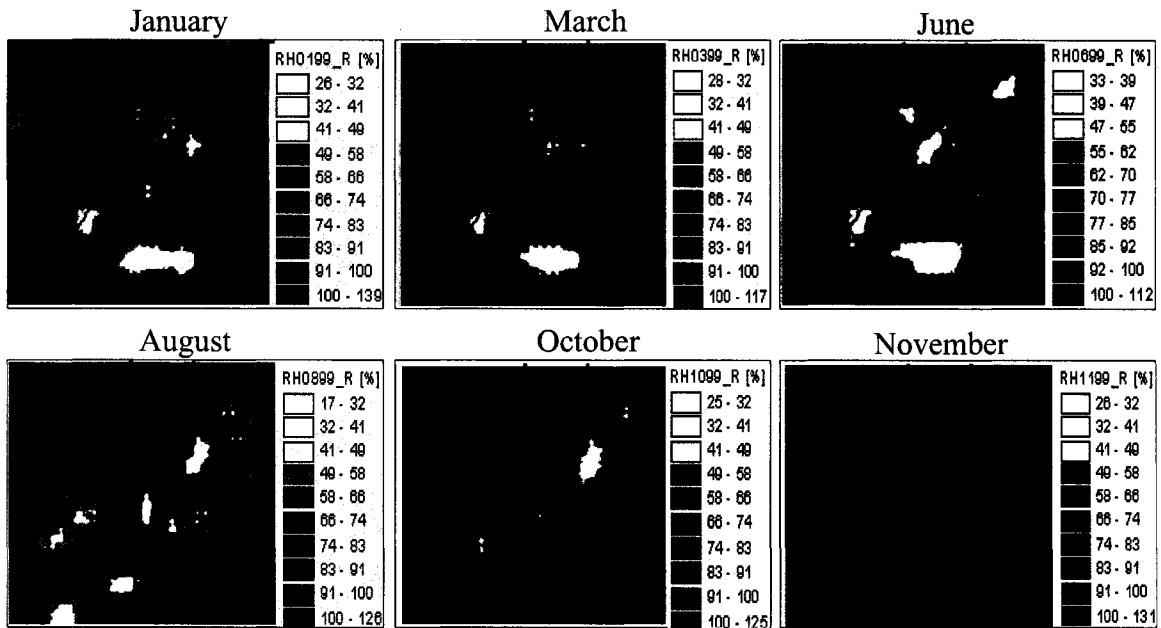 January
RH0199_R [%]
26 - 32
32 - 41
41 - 49
49 - 58
58 - 66
66 - 74
74 - 83
83 - 91
91 - 100
100 - 139
March
RH0399_R [%]
28 - 32
32 - 41
41 - 49
49 - 58
58 - 66
66 - 74
74 - 83
83 - 91
91 - 100
100 - 117
June
RH0699_R [%]
33 - 39
39 - 47
47 - 55
55 - 62
62 - 70
70 - 77
77 - 85
85 - 92
92 - 100
100 - 112
August
RH0899_R [%]
17 - 32
32 - 41
41 - 49
49 - 58
58 - 66
66 - 74
74 - 83
83 - 91
91 - 100
100 - 126
October
RH1099_R [%]
25 - 32
32 - 41
41 - 49
49 - 58
58 - 66
66 - 74
74 - 83
83 - 91
91 - 100
100 - 125
November
RH1199_R [%]
26 - 32
32 - 41
41 - 49
49 - 58
58 - 66
66 - 74
74 - 83
83 - 91
91 - 100
100 - 131